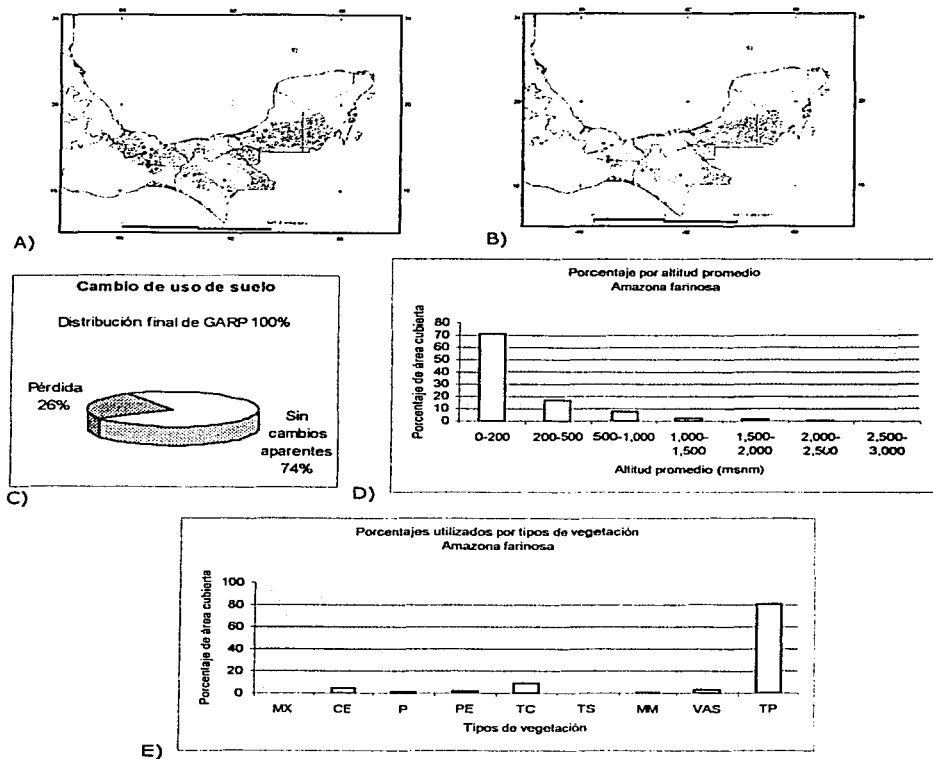 A)
B)
Cambio de uso de suelo
Distribución final de GARP 100%
Pérdida
26%
Sin
cambios
aparentes
74%
C)
Porcentaje por altitud promedio
Amazona farinosa
Porcentaje de área cubierta
80
70
60
50
40
30
20
10
0
0-200
200-500
500-1,000
1,000-
1,500
1,500-
2,000
2,000-
2,500
2,500-
3,000
Altitud promedio (msnm)
D)
Porcentajes utilizados por tipos de vegetación
Amazona farinosa
Porcentaje de área cubierta
100
80
60
40
20
0
MX
CE
P
PE
TC
TS
MM
VAS
TP
Tipos de vegetación
E)